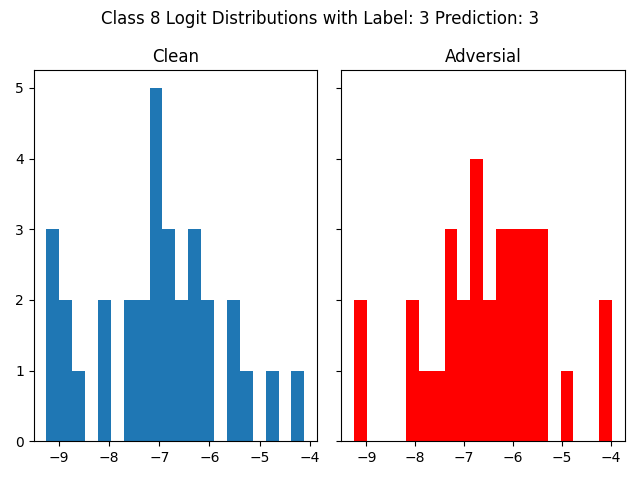 Class 8 Logit Distributions with Label: 3 Prediction: 3
Clean
Adversial
5
4
3
2
1
0
−9 −8 −7 −6 −5 −4
−9 −8 −7 −6 −5 −4